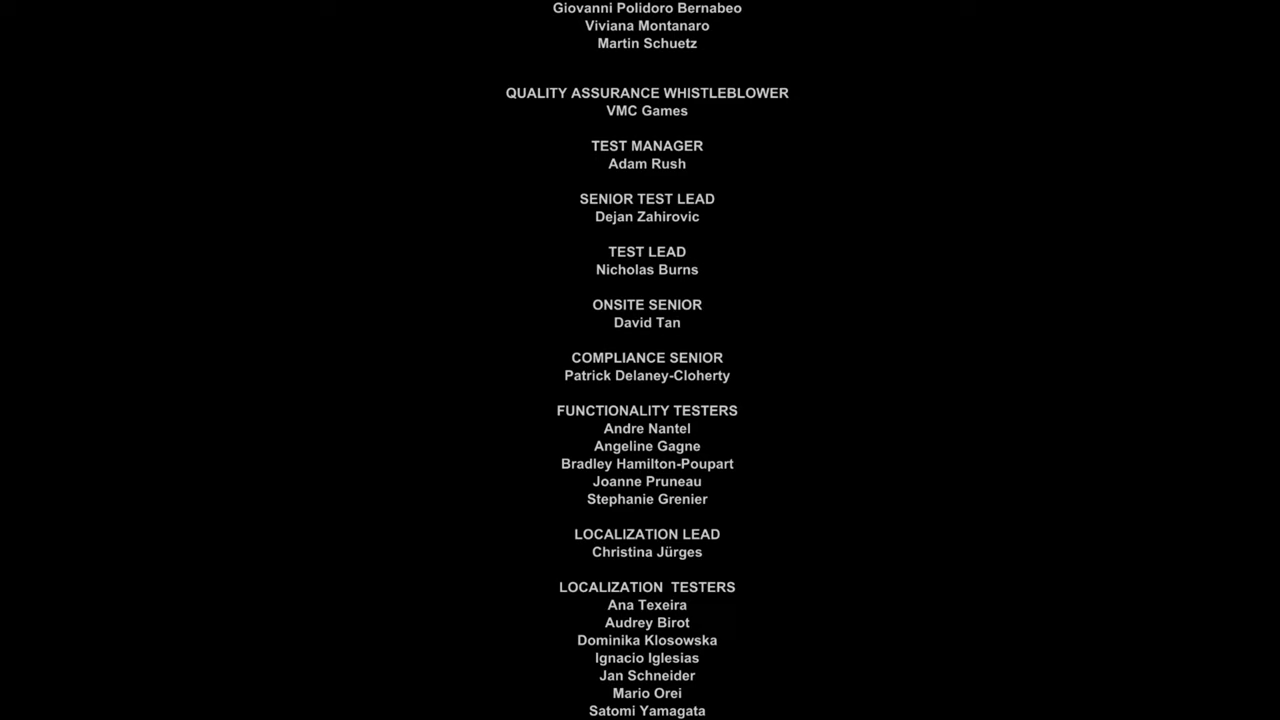 Giovanni Polidoro Bernabeo
Viviana Montanaro
Martin Schuetz
QUALITY ASSURANCE WHISTLEBLOWER
VMC Games
TEST MANAGER
Adam Rush
SENIOR TEST LEAD
Dejan Zahirovic
TEST LEAD
Nicholas Burns
ONSITE SENIOR
David Tan
COMPLIANCE SENIOR
Patrick Delaney-Cloherty
FUNCTIONALITY TESTERS
Andre Nantel
Angeline Gagne
Bradley Hamilton-Poupart
Joanne Pruneau
Stephanie Grenier
LOCALIZATION LEAD
Christina Jürges
LOCALIZATION  TESTERS
Ana Texeira
Audrey Birot
Dominika Klosowska
Ignacio Iglesias
Jan Schneider
Mario Orei
Satomi Yamagata